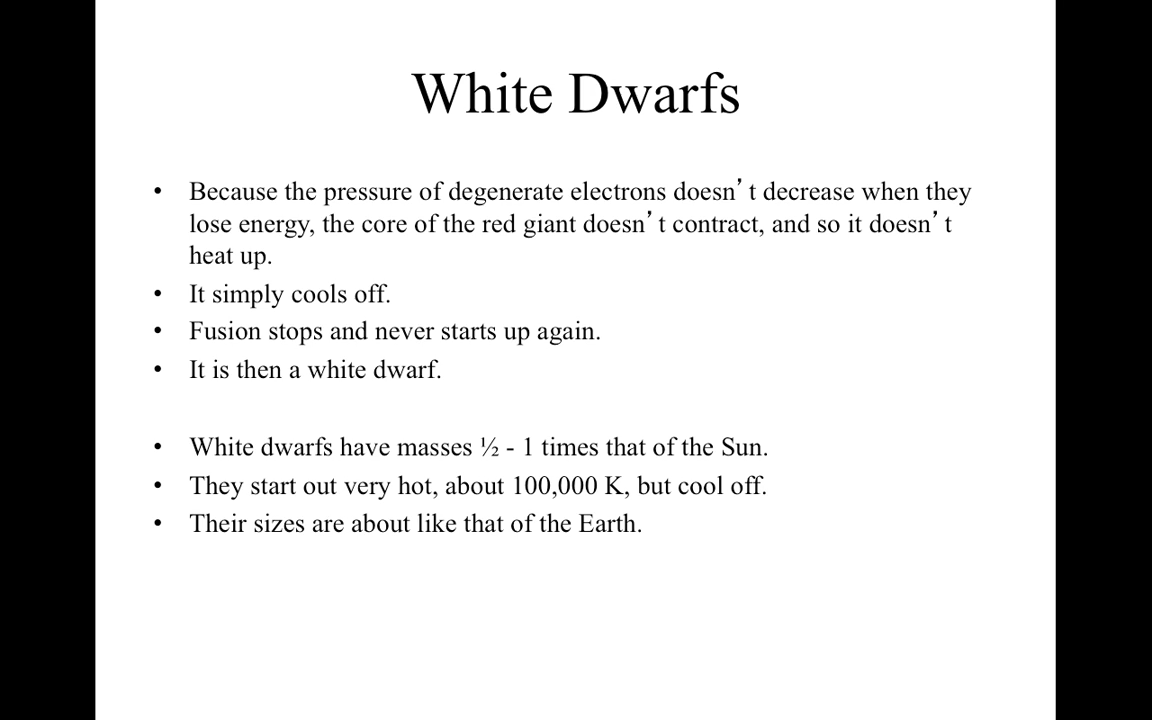 White Dwarfs
• Because the pressure of degenerate electrons doesn’t decrease when they
lose energy, the core of the red giant doesn’t contract, and so it doesn’t
heat up.
• It simply cools off.
• Fusion stops and never starts up again.
• It is then a white dwarf.
• White dwarfs have masses ½ - 1 times that of the Sun.
• They start out very hot, about 100,000 K, but cool off.
• Their sizes are about like that of the Earth.